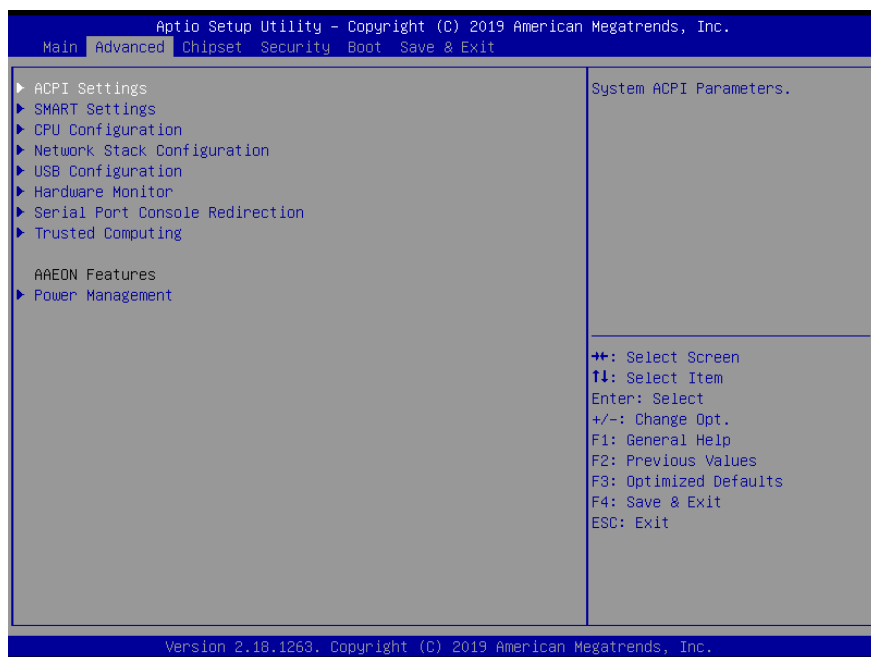 Aptio Setup Utility – Copyright (C) 2019 American Megatrends, Inc.
Main Advanced Chipset Security Boot Save & Exit
ACPI Settings
SMART Settings
CPU Configuration
Network Stack Configuration
USB Configuration
Hardware Monitor
Serial Port Console Redirection
Trusted Computing
AAEON Features
Power Management
System ACPI Parameters.
→←: Select Screen
↑↓: Select Item
Enter: Select
+/-: Change Opt.
F1: General Help
F2: Previous Values
F3: Optimized Defaults
F4: Save & Exit
ESC: Exit
Version 2.18.1263. Copyright (C) 2019 American Megatrends, Inc.